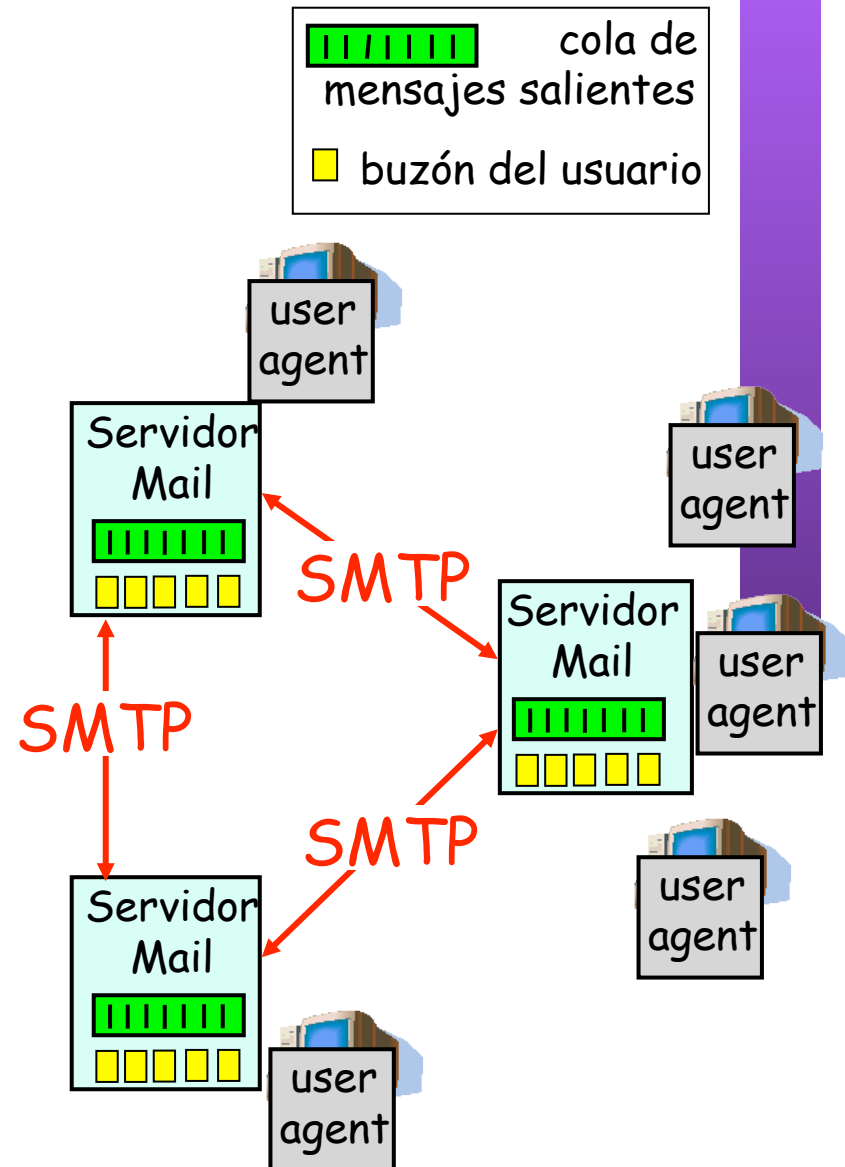 cola de
mensajes salientes
buzón del usuario
user
agent
Servidor
Mail
user
agent
SMTP
Servidor
Mail
user
agent
SMTP
SMTP
user
agent
Servidor
Mail
user
agent